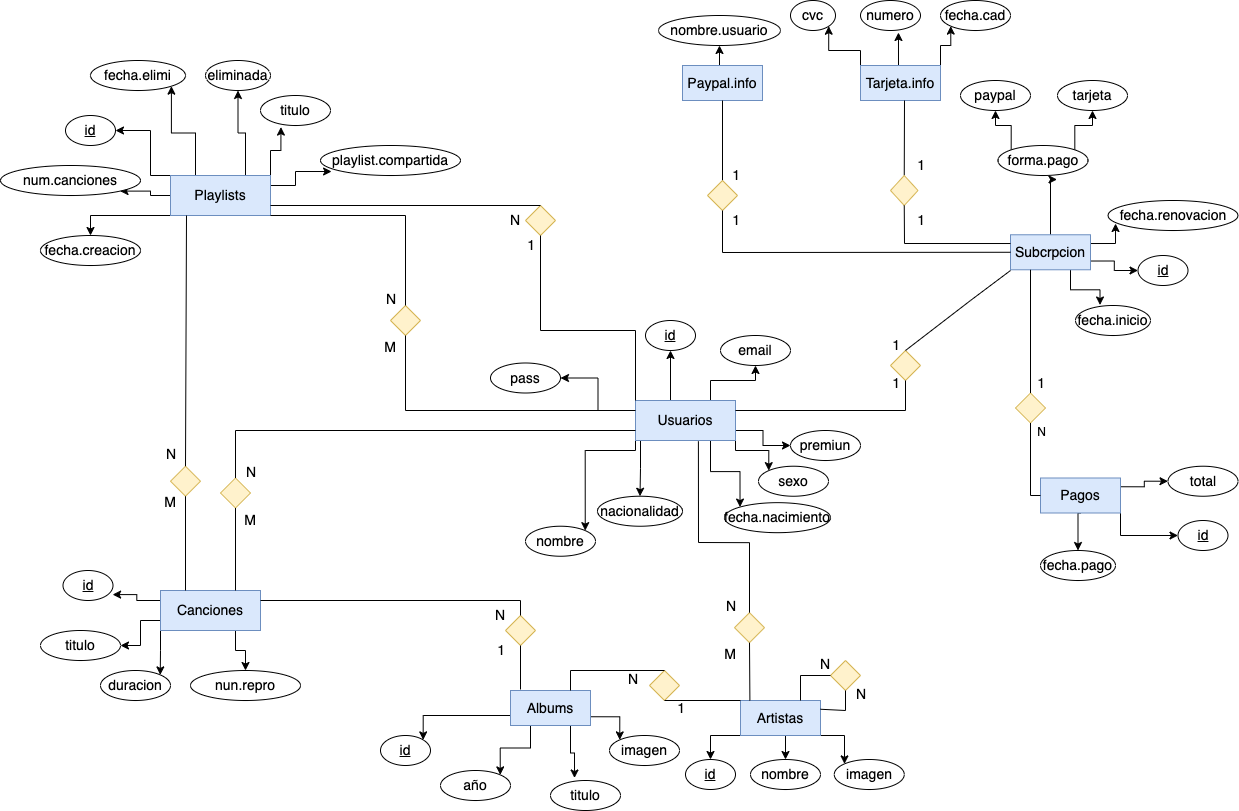 cvc
numero
fecha.cad
nombre.usuario
fecha.elimi
eliminada
Paypal.info
Tarjeta.info
titulo
paypal
tarjeta
id
playlist.compartida
forma.pago
num.canciones
1
1
Playlists
N
1
1
fecha.renovacion
1
fecha.creacion
Subcrpcion
id
N
fecha.inicio
M
id
email
1
pass
1
1
Usuarios
N
premiun
N
N
sexo
total
M
Pagos
M
nacionalidad
fecha.nacimiento
nombre
id
fecha.pago
id
Canciones
N
N
titulo
1
M
duracion
nun.repro
N
N
N
Albums
1
Artistas
id
imagen
año
titulo
id
nombre
imagen